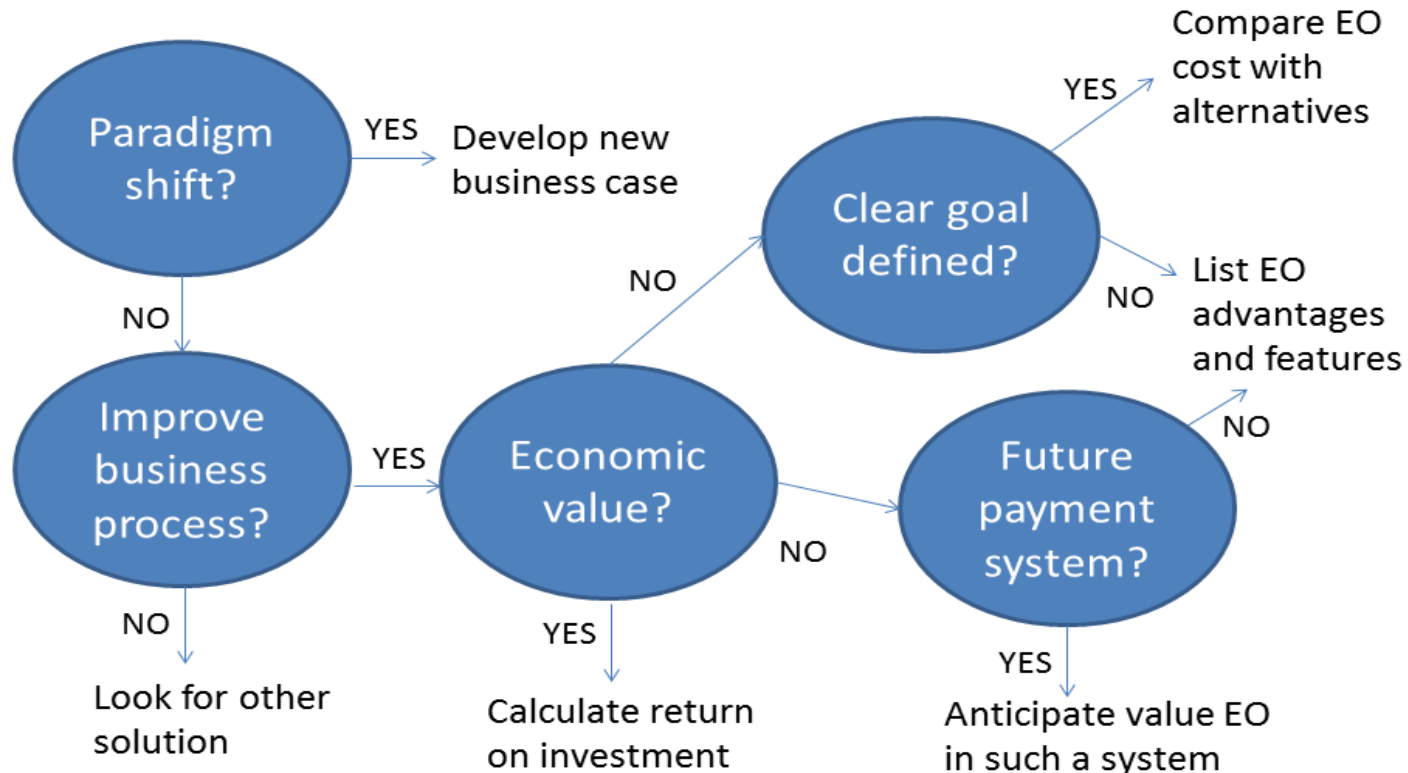 Paradigm
shift?
YES
Develop new
business case
NO
Improve
business
process?
YES
NO
Look for other
solution
Economic
value?
NO
NO
YES
Calculate return
on investment
Clear goal
defined?
YES
Compare EO
cost with
alternatives
NO
List EO
advantages
and features
Future
payment
system?
NO
YES
Anticipate value EO
in such a system